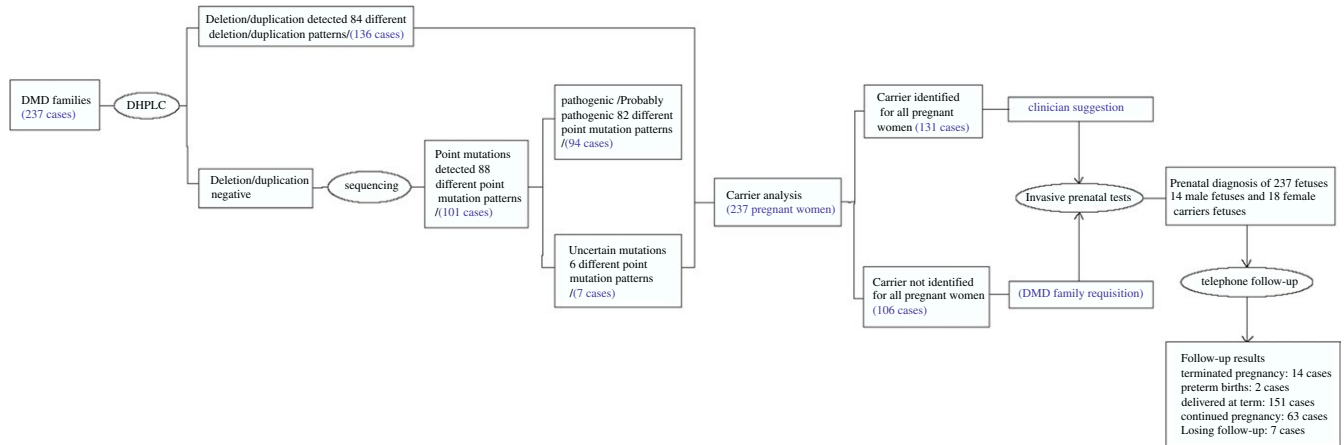 DMD families
(237 cases)
DHPLC
Deletion/duplication detected 84 different
deletion/duplication patterns/(136 cases)
Deletion/duplication
negative
sequencing
Point mutations
detected 88
different point
mutation patterns
/(101 cases)
pathogenic /Probably
pathogenic 82 different
point mutation patterns
/(94 cases)
Uncertain mutations
6 different point
mutation patterns
/(7 cases)
Carrier analysis
(237 pregnant women)
Carrier identified
for all pregnant
women (131 cases)
Carrier not identified
for all pregnant women
(106 cases)
clinician suggestion
(DMD family requisition)
Invasive prenatal tests
Prenatal diagnosis of 237 fetuses
14 male fetuses and 18 female
carriers fetuses
telephone follow-up
Follow-up results
terminated pregnancy: 14 cases
preterm births: 2 cases
delivered at term: 151 cases
continued pregnancy: 63 cases
Losing follow-up: 7 cases